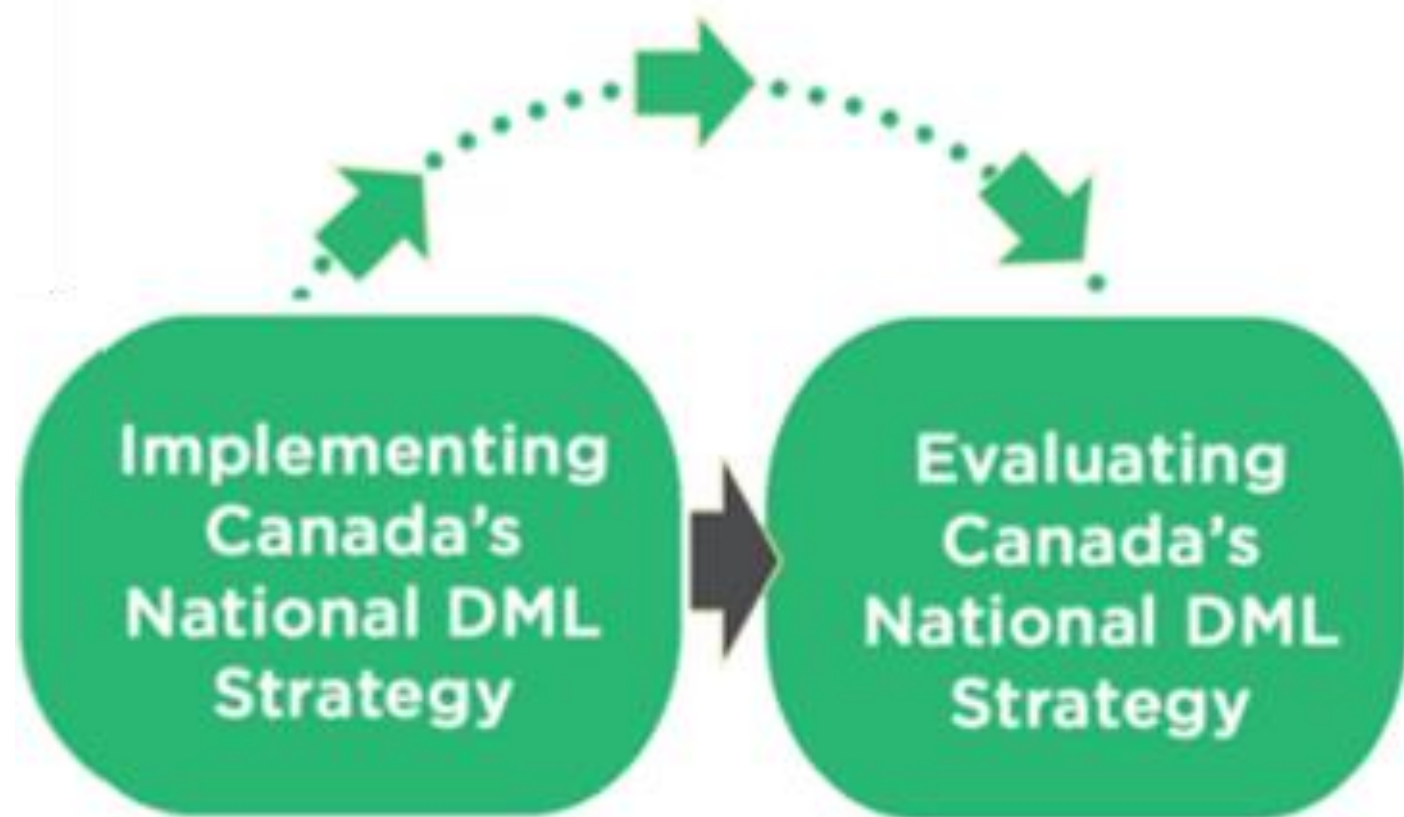 Implementing
Canada's
National DML
Strategy
Evaluating
Canada's
National DML
Strategy